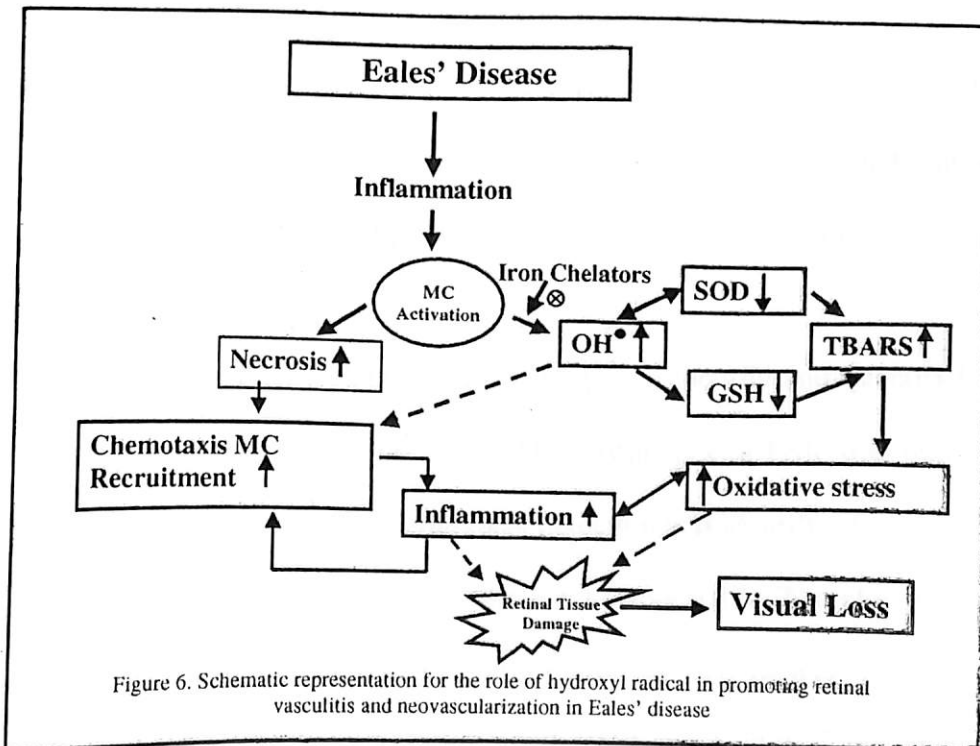 Eales' Disease
Inflammation
MC
Activation
Iron Chelators
⊗
SOD ↓
OH• ↑
TBARS ↑
Necrosis ↑
GSH ↓
Chemotaxis MC
Recruitment ↑
↑ Oxidative stress
Inflammation ↑
Retinal Tissue
Damage
Visual Loss
Figure 6. Schematic representation for the role of hydroxyl radical in promoting retinal
vasculitis and neovascularization in Eales' disease